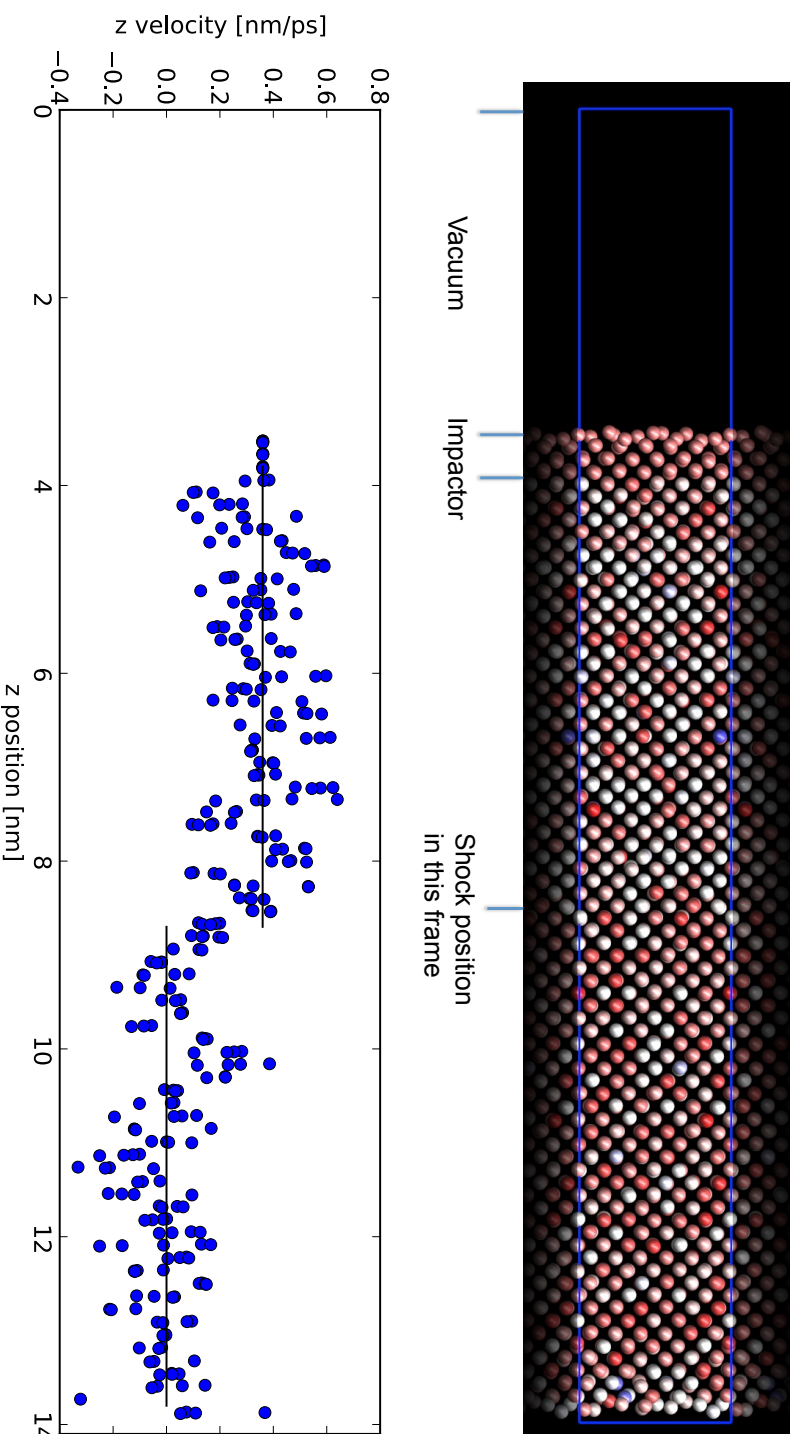 Vacuum
Impactor
Shock position
in this frame
z velocity [nm/ps]
0.8
0.6
0.4
0.2
0.0
−0.2
−0.4
0
2
4
6
8
10
12
14
z position [nm]